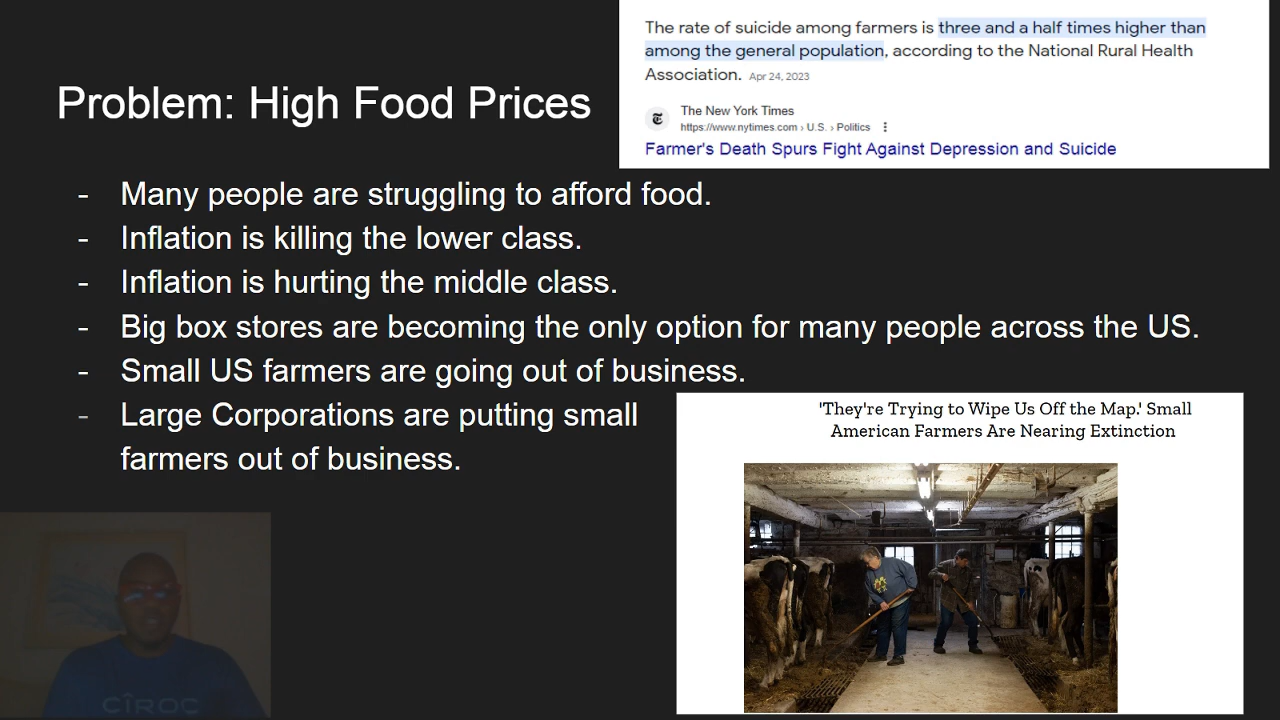 The rate of suicide among farmers is three and a half times higher than
among the general population, according to the National Rural Health
Association. Apr 24, 2023
The New York Times
https://www.nytimes.com › U.S. › Politics
Farmer's Death Spurs Fight Against Depression and Suicide
Problem: High Food Prices
- Many people are struggling to afford food.
- Inflation is killing the lower class.
- Inflation is hurting the middle class.
- Big box stores are becoming the only option for many people across the US.
- Small US farmers are going out of business.
- Large Corporations are putting small
farmers out of business.
'They're Trying to Wipe Us Off the Map.' Small
American Farmers Are Nearing Extinction
CÎROC